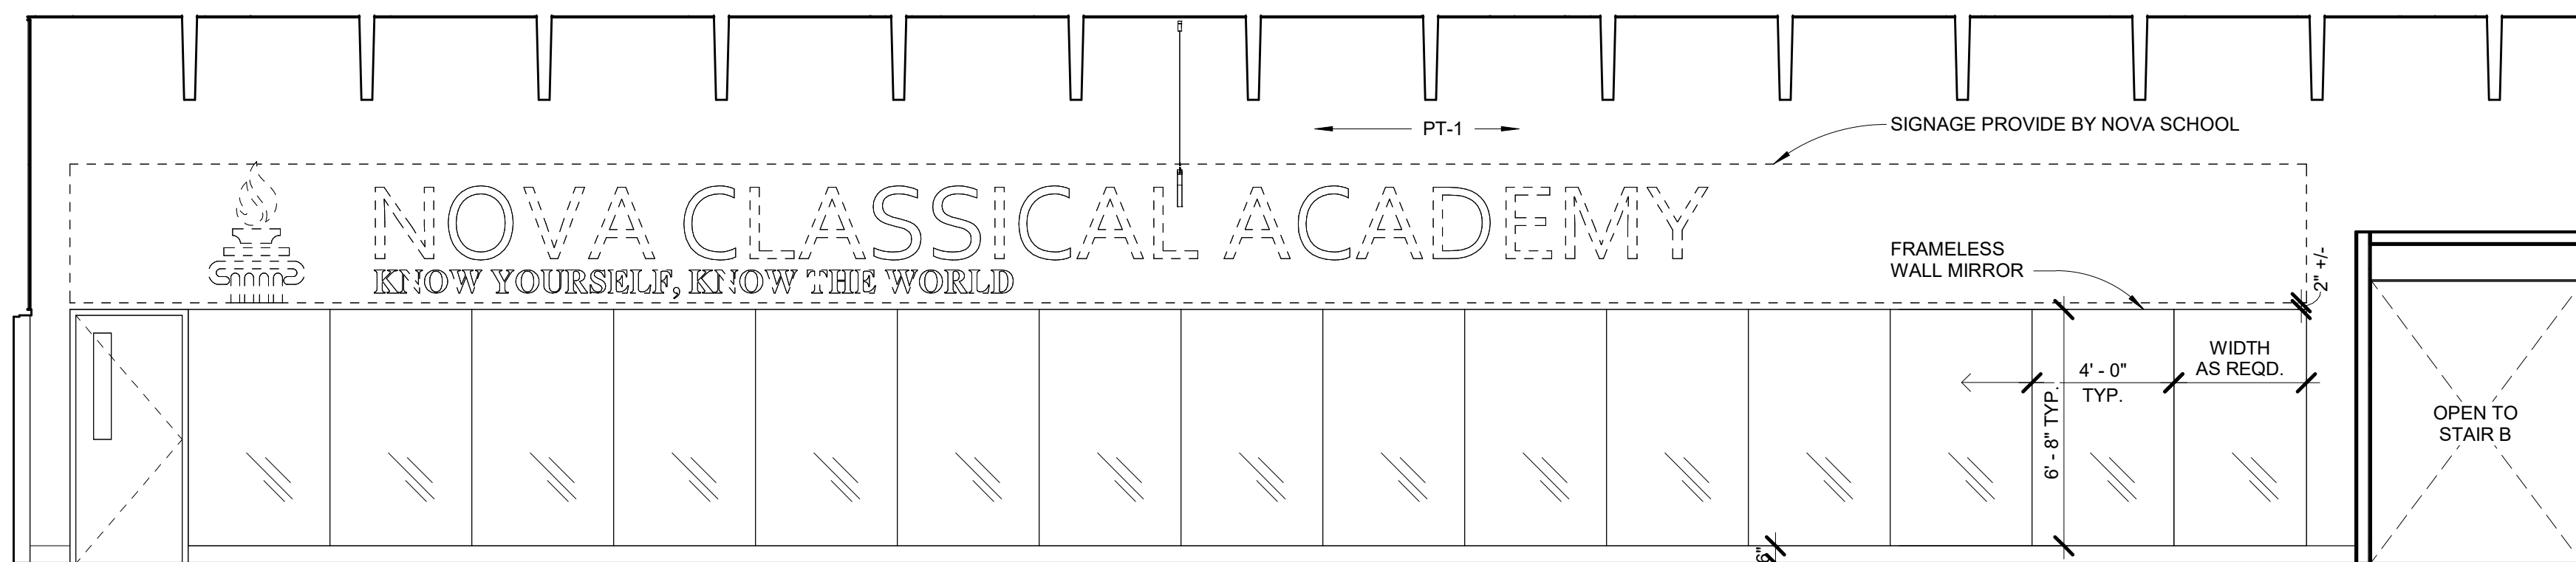 PT-1
SIGNAGE PROVIDE BY NOVA SCHOOL
NOVA CLASSICAL ACADEMY
KNOW YOURSELF, KNOW THE WORLD
FRAMELESS
WALL MIRROR
2" +/-
WIDTH
AS REQD.
4' - 0"
TYP.
6' - 8" TYP.
OPEN TO
STAIR B
6"